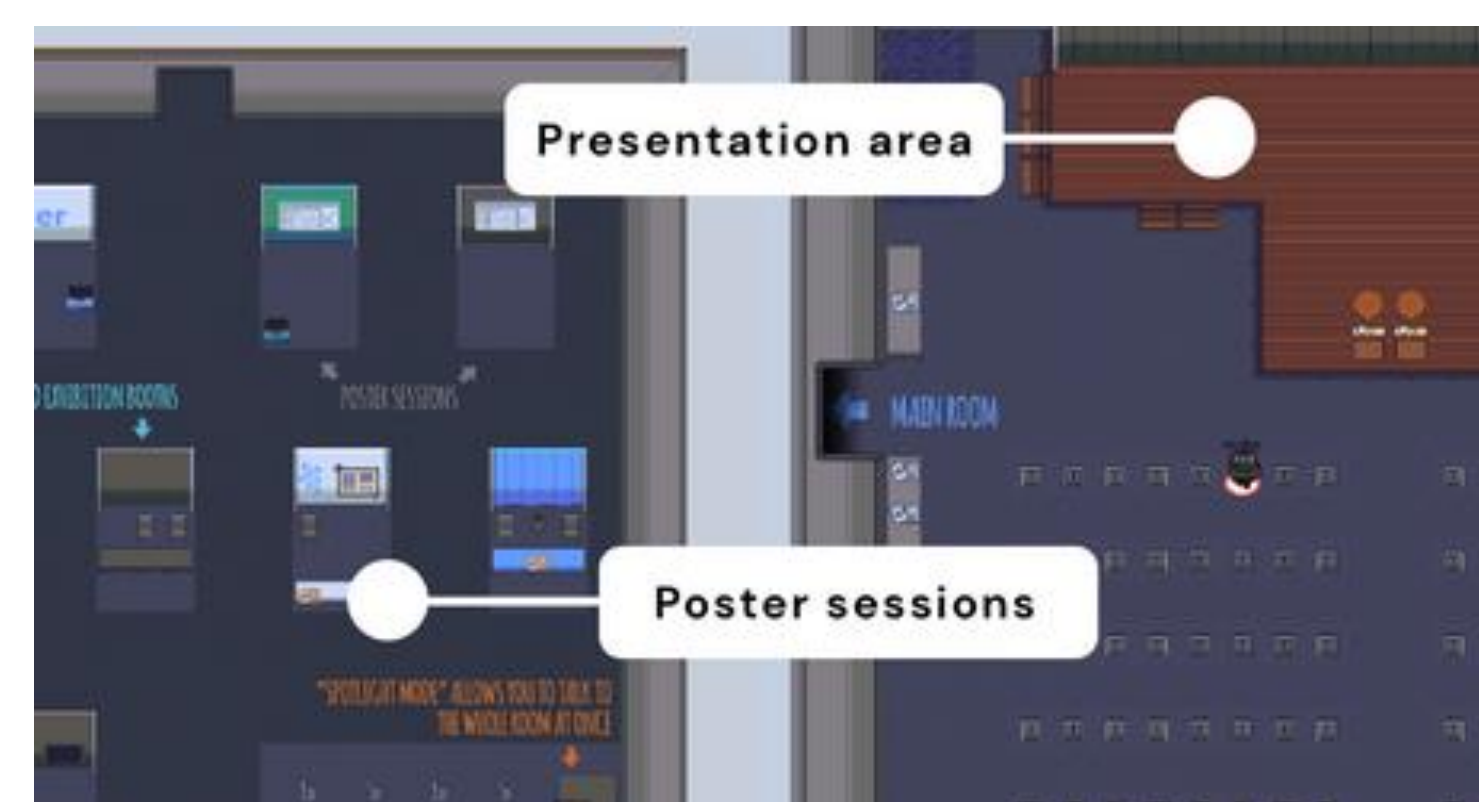 Presentation area
er
EXHIBITION BOOTHS
POSTER SESSIONS
MAIN ROOM
Poster sessions
"SPOTLIGHT MODE" ALLOWS YOU TO TALK TO
THE WHOLE ROOM AT ONCE